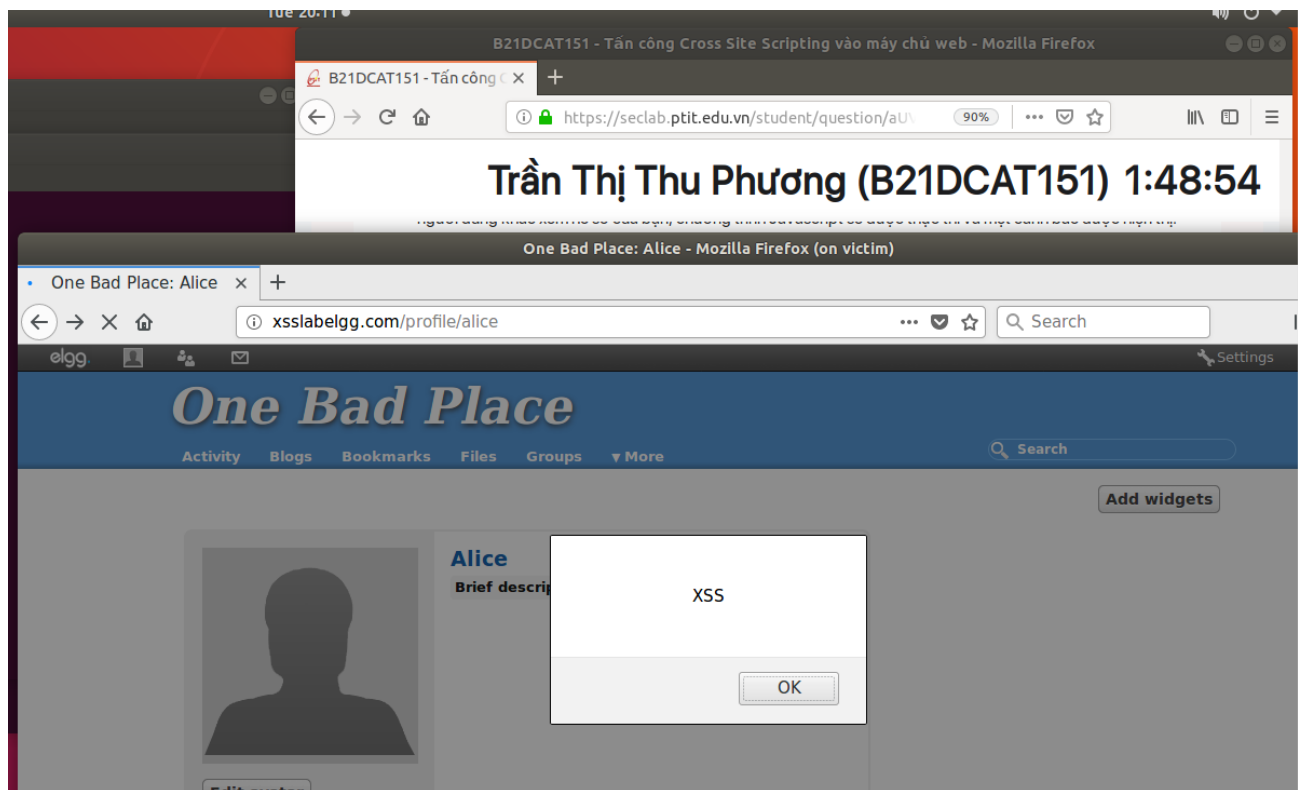 Tue 20:11
B21DCAT151 - Tấn công Cross Site Scripting vào máy chủ web - Mozilla Firefox
B21DCAT151 - Tấn công C
https://seclab.ptit.edu.vn/student/question/aU
90%
Trần Thị Thu Phương (B21DCAT151) 1:48:54
One Bad Place: Alice - Mozilla Firefox (on victim)
One Bad Place: Alice
xsslabelgg.com/profile/alice
Search
elgg.
Settings
One Bad Place
Activity Blogs Bookmarks Files Groups ▾ More
Search
Add widgets
Alice
Brief descrip
XSS
OK
Edit avatar